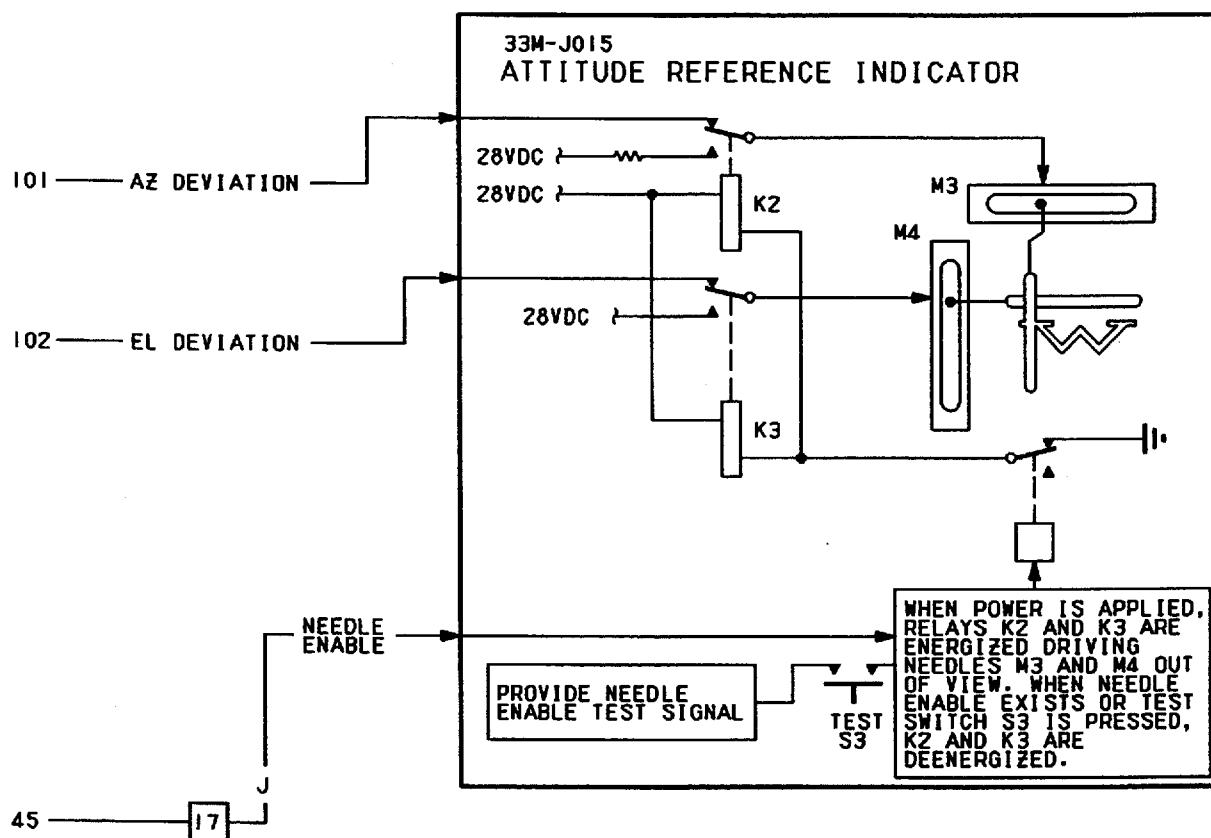 33M-J015
ATTITUDE REFERENCE INDICATOR
28VDC
28VDC
K2
M3
M4
101
AZ DEVIATION
28VDC
102
EL DEVIATION
K3
NEEDLE
ENABLE
PROVIDE NEEDLE
ENABLE TEST SIGNAL
TEST
S3
WHEN POWER IS APPLIED,
RELAYS K2 AND K3 ARE
ENERGIZED DRIVING
NEEDLES M3 AND M4 OUT
OF VIEW. WHEN NEEDLE
ENABLE EXISTS OR TEST
SWITCH S3 IS PRESSED,
K2 AND K3 ARE
DEENERGIZED.
J
45
17